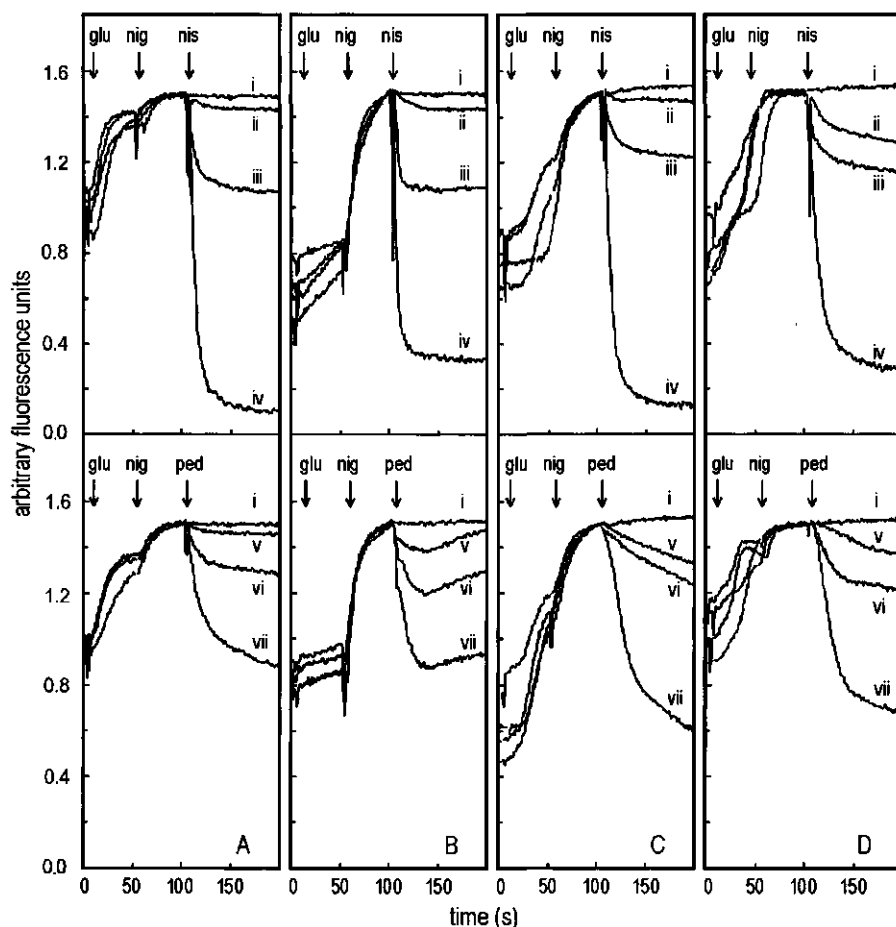 glu nig nis glu nig nis glu nig nis glu nig nis
1.6
1.2
0.8
0.4
0.0
i
ii
iii
iv
i
ii
iii
iv
i
ii
iii
iv
i
ii
iii
iv
arbitrary fluorescence units
glu nig ped glu nig ped glu nig ped glu nig ped
1.6
1.2
0.8
0.4
0.0
i
v
vi
vii
A
i
v
vi
vii
B
i
v
vi
vii
C
i
v
vi
vii
D
0 50 100 150 0 50 100 150 0 50 100 150 0 50 100 150
time (s)